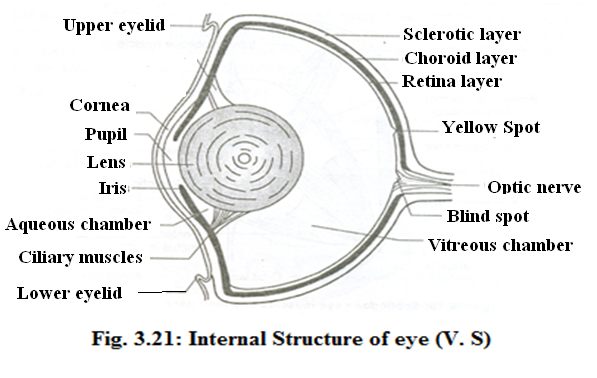 Upper eyelid
Cornea
Pupil
Lens
Iris
Aqueous chamber
Ciliary muscles
Lower eyelid
Sclerotic layer
Choroid layer
Retina layer
Yellow Spot
Optic nerve
Blind spot
Vitreous chamber
Fig. 3.21: Internal Structure of eye (V. S)